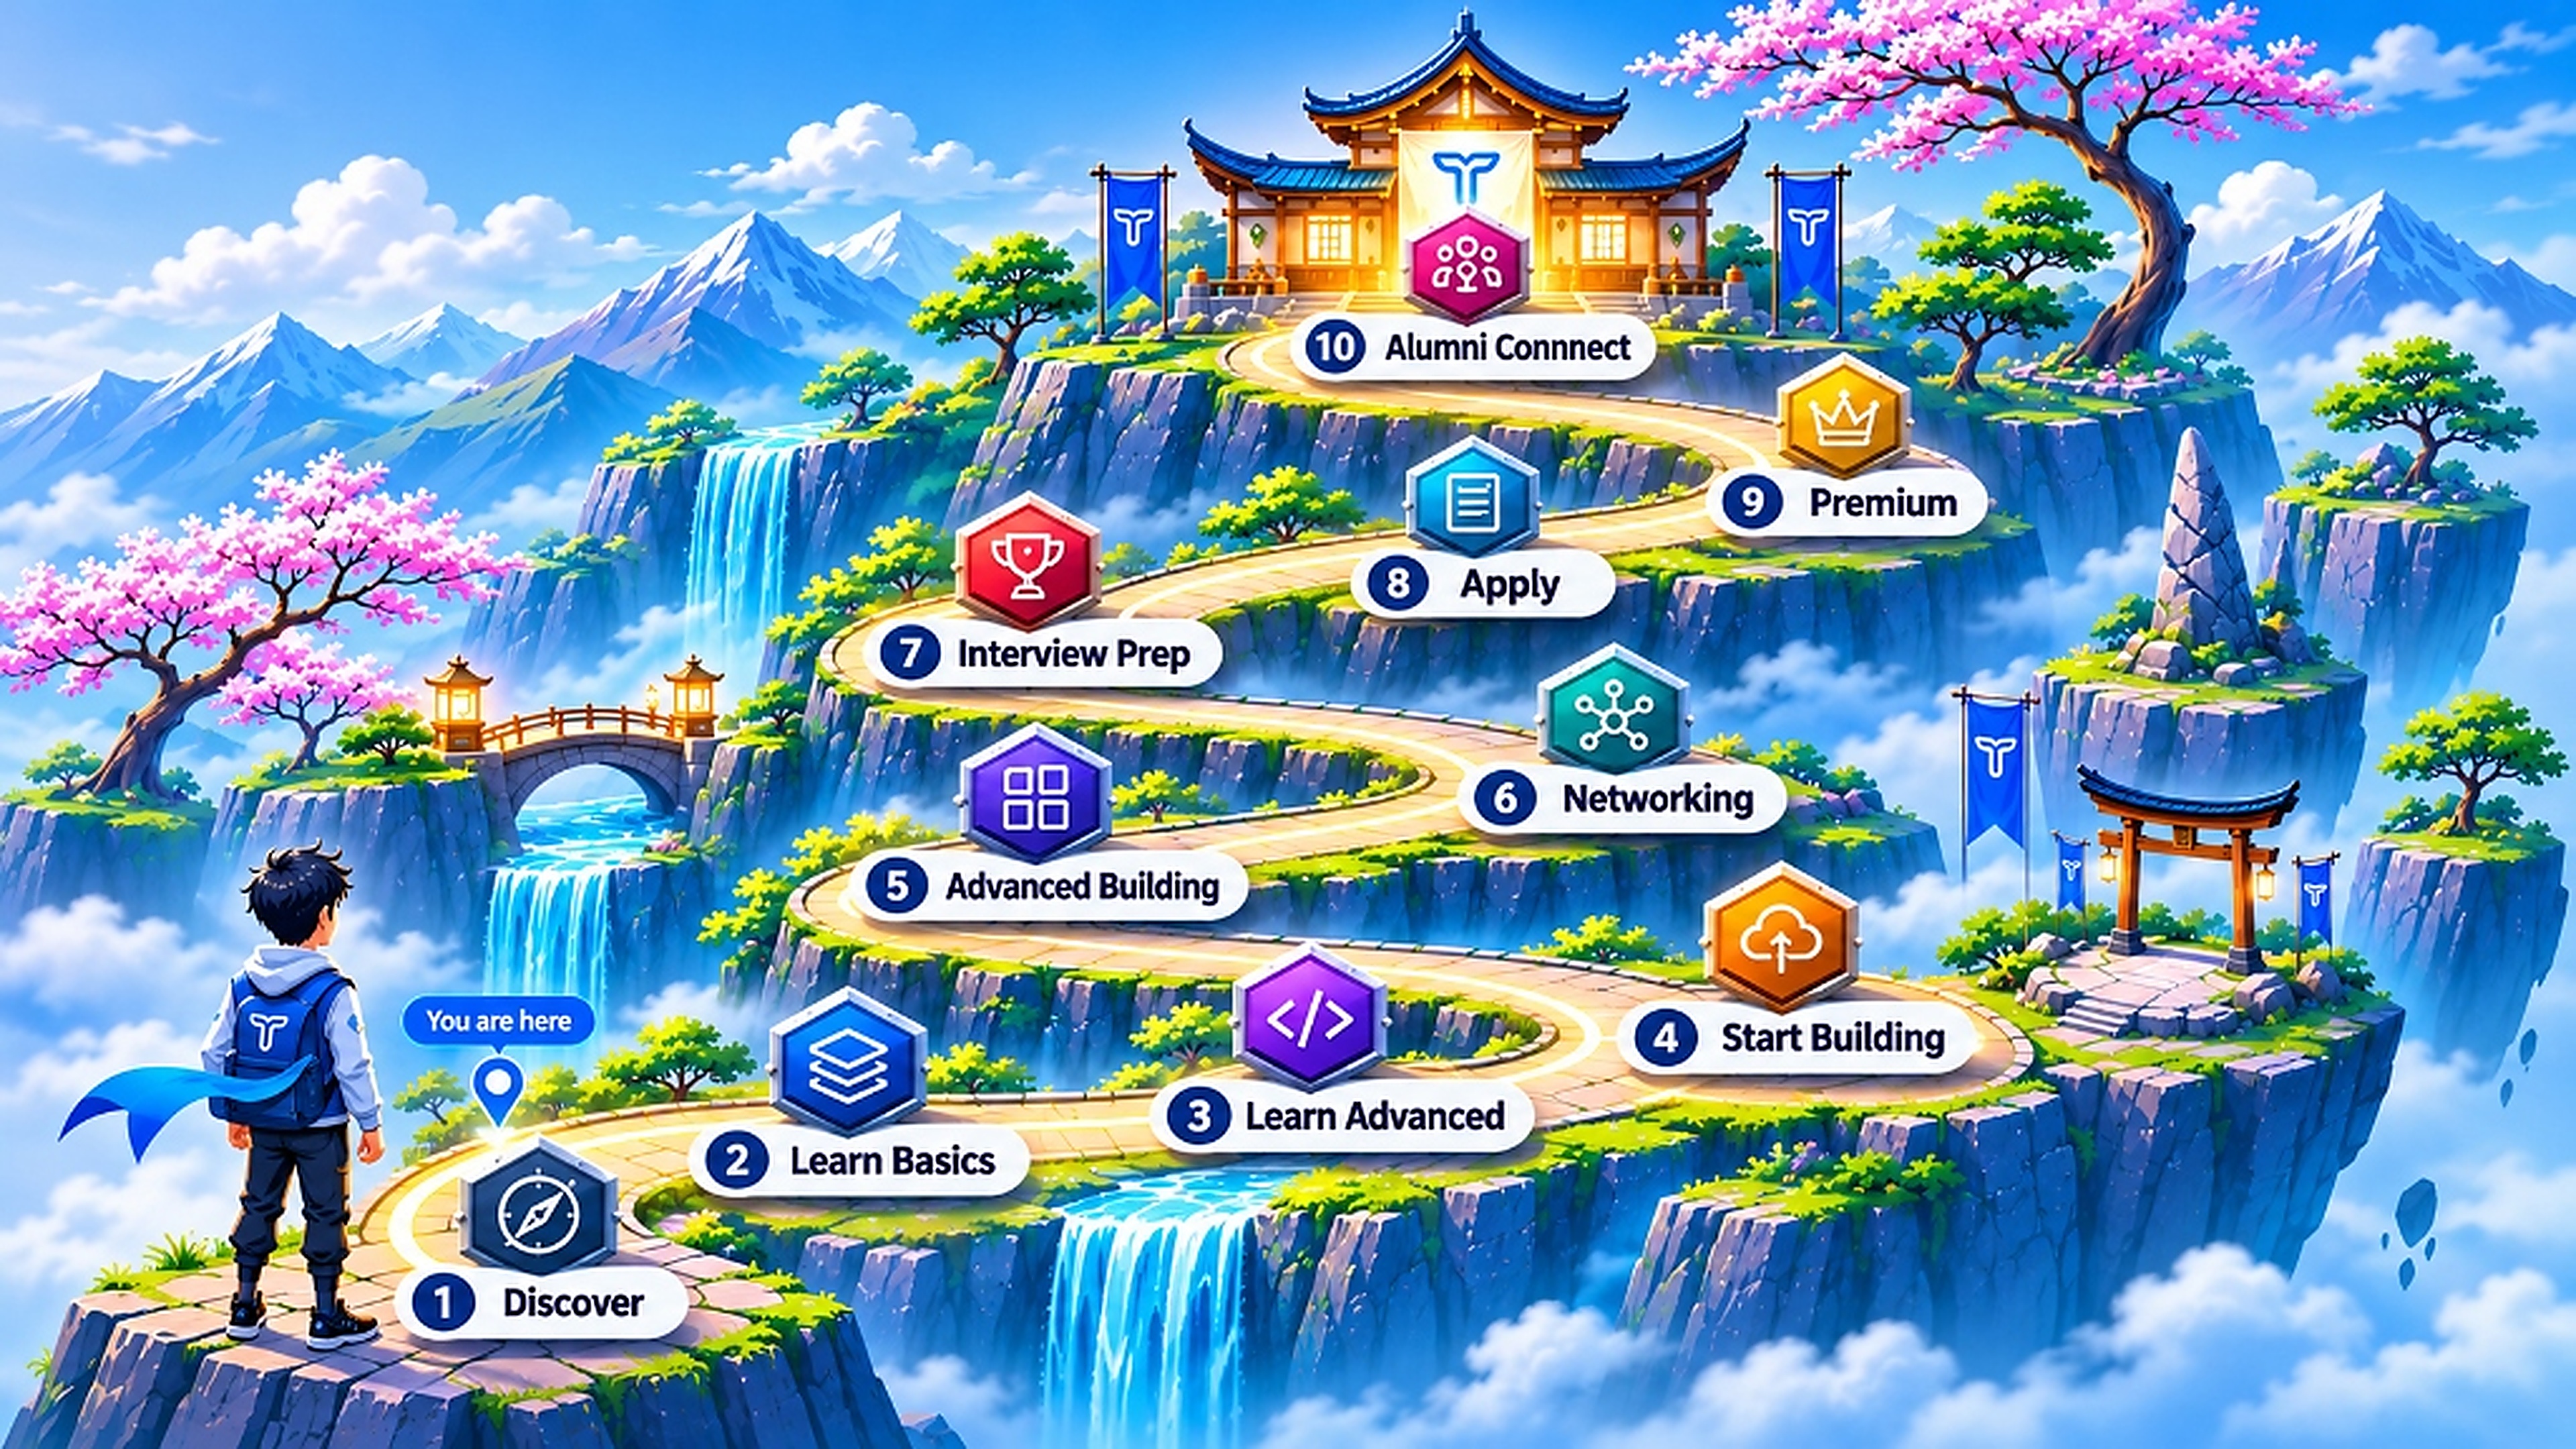 10 Alumni Connnect
9 Premium
8 Apply
7 Interview Prep
6 Networking
5 Advanced Building
4 Start Building
You are here
3 Learn Advanced
2 Learn Basics
1 Discover